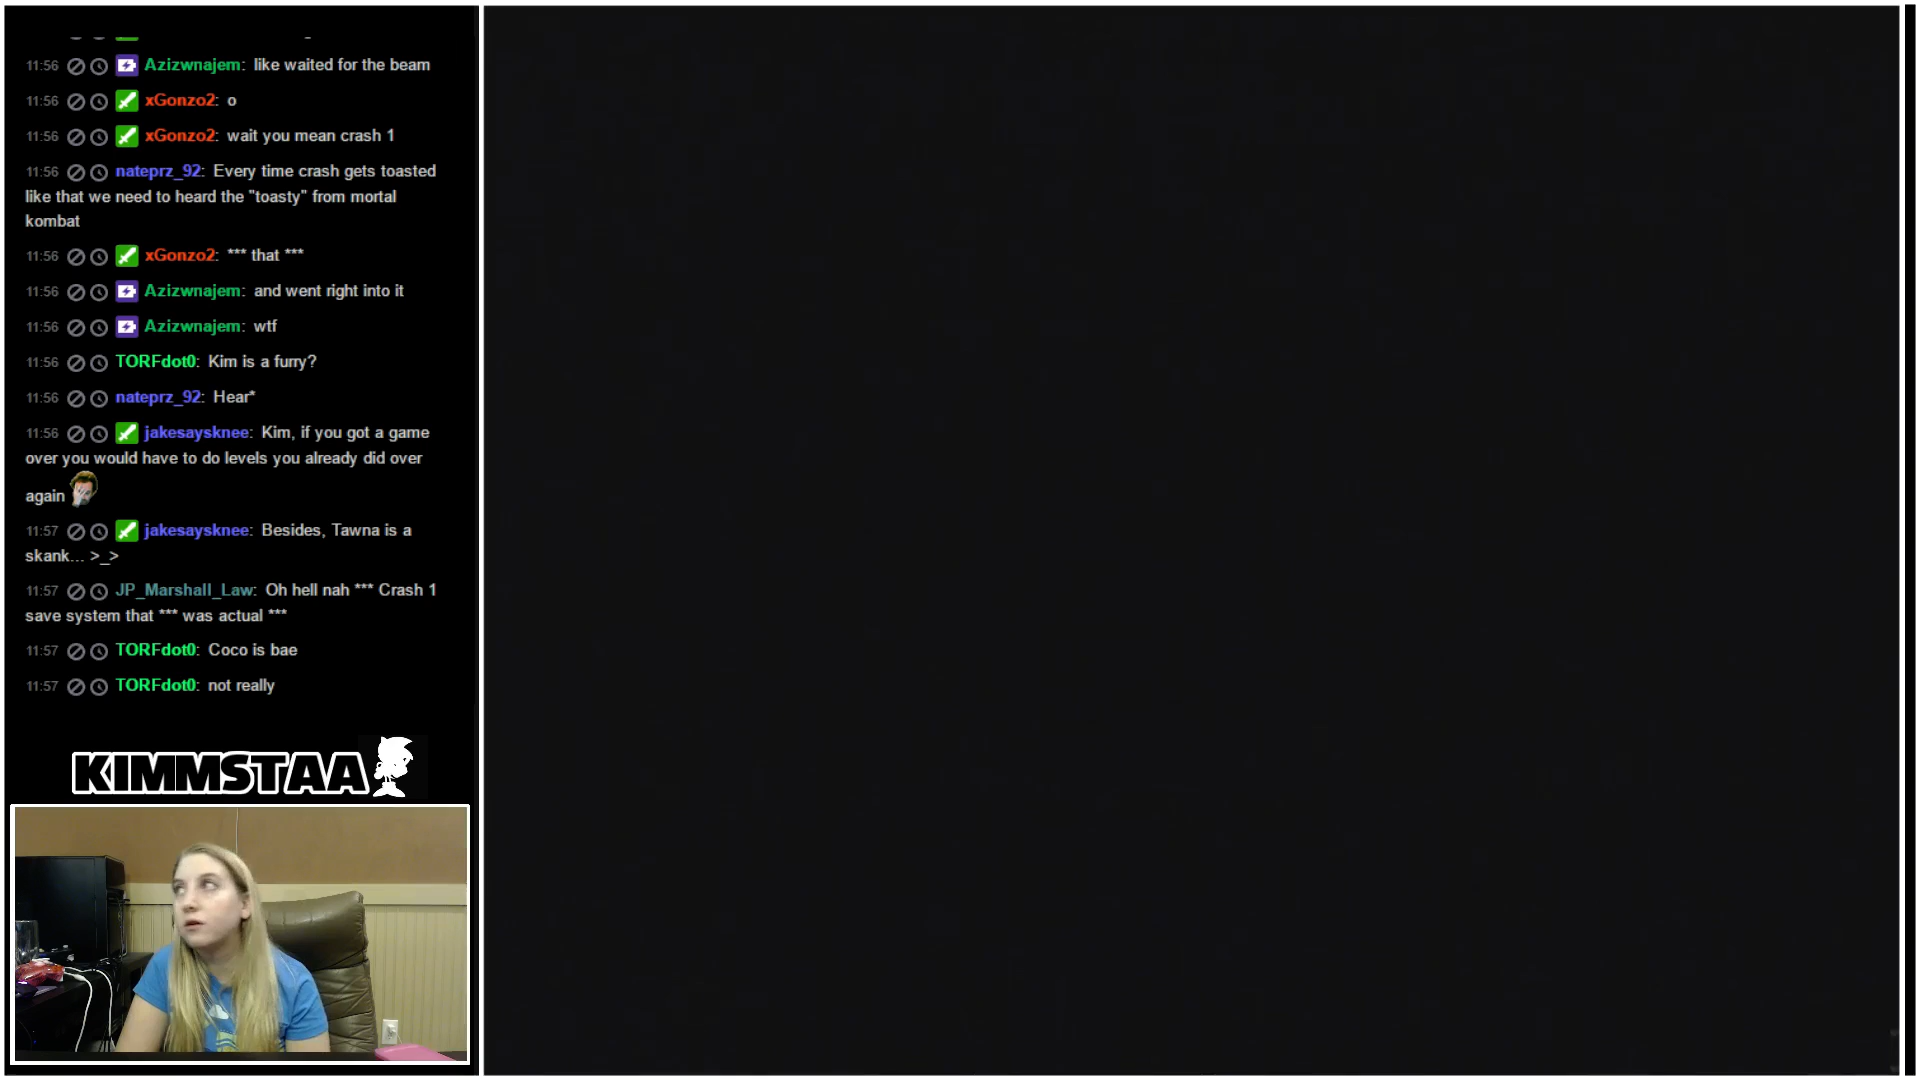 11:56 Azizwnajem: like waited for the beam
11:56 xGonzo2: o
11:56 xGonzo2: wait you mean crash 1
11:56 nateprz_92: Every time crash gets toasted
like that we need to heard the "toasty" from mortal
kombat
11:56 xGonzo2: *** that ***
11:56 Azizwnajem: and went right into it
11:56 Azizwnajem: wtf
11:56 TORFdot0: Kim is a furry?
11:56 nateprz_92: Hear*
11:56 jakesaysknee: Kim, if you got a game
over you would have to do levels you already did over
again
11:57 jakesaysknee: Besides, Tawna is a
skank... >_>
11:57 JP_Marshall_Law: Oh hell nah *** Crash 1
save system that *** was actual ***
11:57 TORFdot0: Coco is bae
11:57 TORFdot0: not really
KIMMSTAA